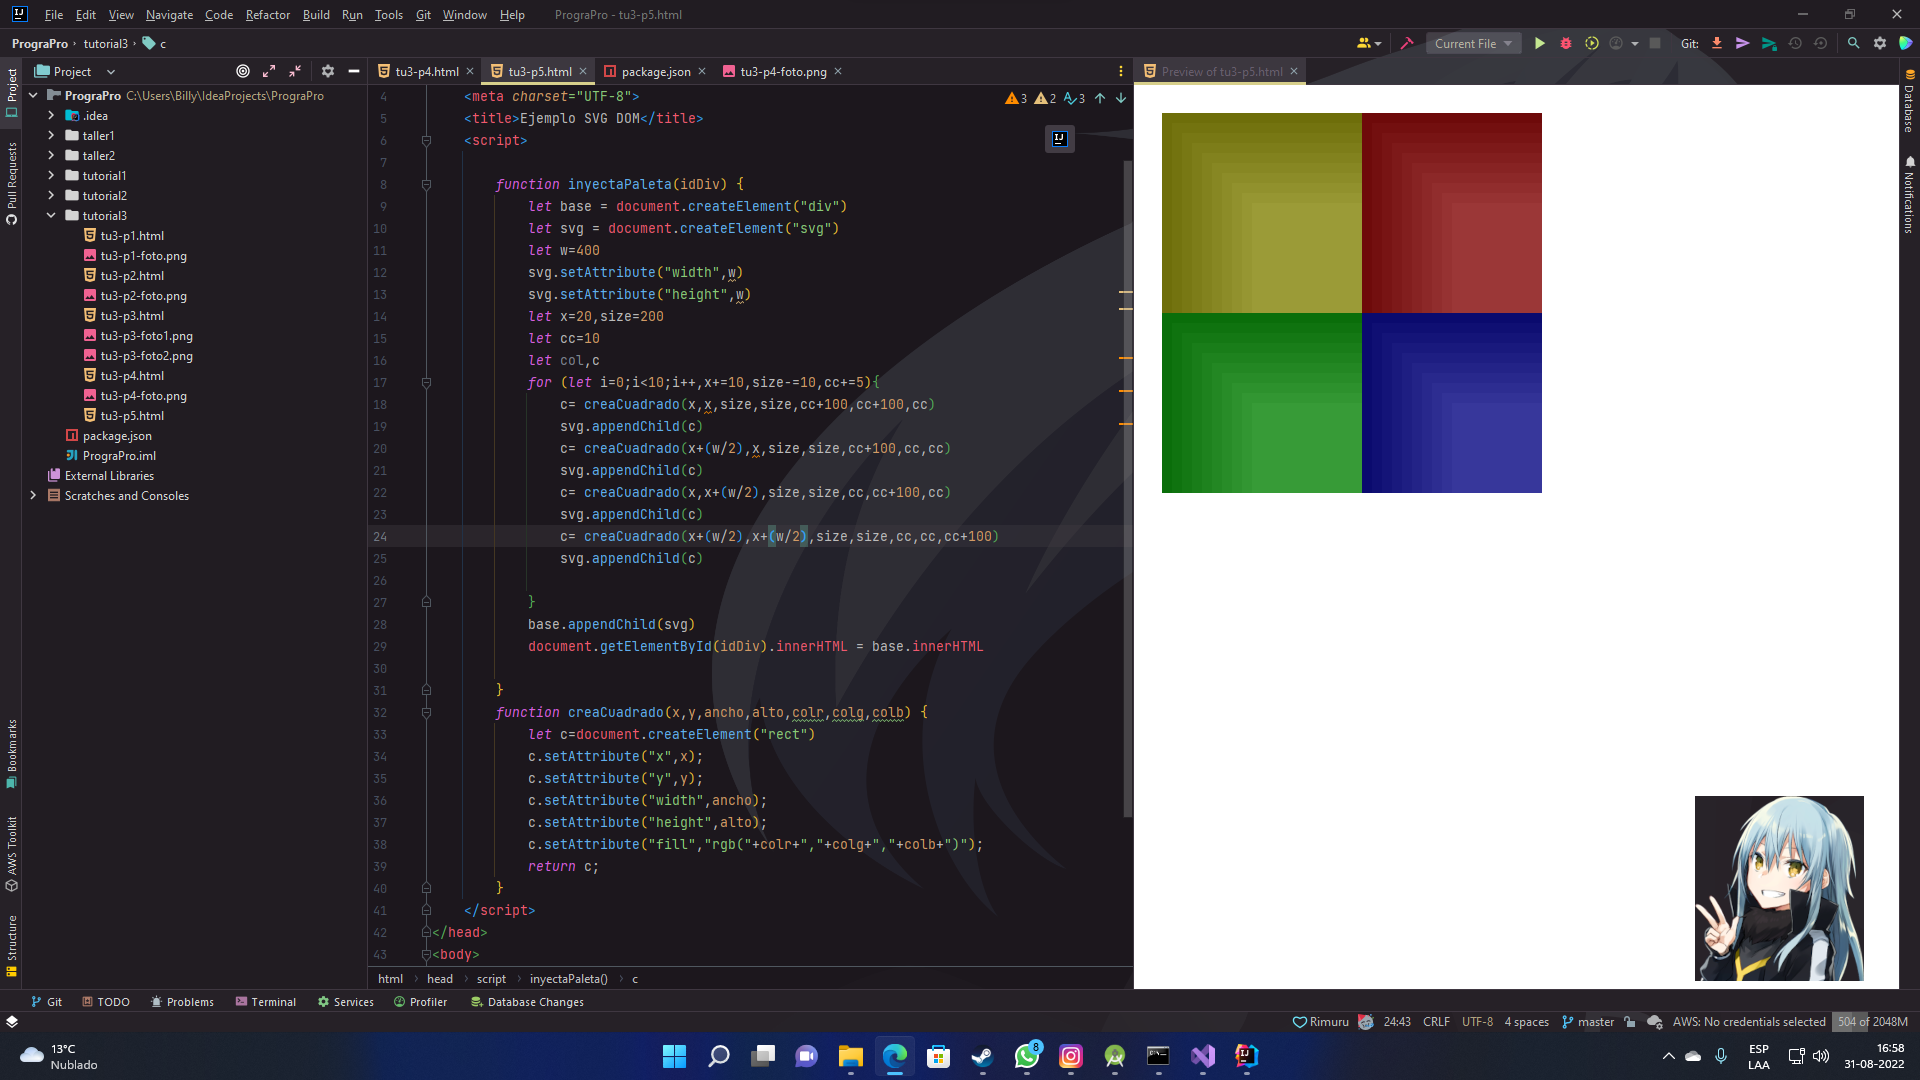 File Edit View Navigate Code Refactor Build Run Tools Git Window Help PrograPro - tu3-p5.html
PrograPro tutorial3 c
Current File
Git:
Project
tu3-p4.html
tu3-p5.html
package.json
tu3-p4-foto.png
Preview of tu3-p5.html
Project
Pull Requests
Bookmarks
AWS Toolkit
Structure
Database
Notifications
PrograPro C:\Users\Billy\IdeaProjects\PrograPro
.idea
taller1
taller2
tutorial1
tutorial2
tutorial3
tu3-p1.html
tu3-p1-foto.png
tu3-p2.html
tu3-p2-foto.png
tu3-p3.html
tu3-p3-foto1.png
tu3-p3-foto2.png
tu3-p4.html
tu3-p4-foto.png
tu3-p5.html
package.json
PrograPro.iml
External Libraries
Scratches and Consoles
3 2 3
4 <meta charset="UTF-8">
5 <title>Ejemplo SVG DOM</title>
6 <script>
7
8 function inyectaPaleta(idDiv) {
9 let base = document.createElement("div")
10 let svg = document.createElement("svg")
11 let w=400
12 svg.setAttribute("width",w)
13 svg.setAttribute("height",w)
14 let x=20,size=200
15 let cc=10
16 let col,c
17 for (let i=0;i<10;i++,x+=10,size-=10,cc+=5){
18 c= creaCuadrado(x,x,size,size,cc+100,cc+100,cc)
19 svg.appendChild(c)
20 c= creaCuadrado(x+(w/2),x,size,size,cc+100,cc,cc)
21 svg.appendChild(c)
22 c= creaCuadrado(x,x+(w/2),size,size,cc,cc+100,cc)
23 svg.appendChild(c)
24 c= creaCuadrado(x+(w/2),x+(w/2),size,size,cc,cc,cc+100)
25 svg.appendChild(c)
26
27 }
28 base.appendChild(svg)
29 document.getElementById(idDiv).innerHTML = base.innerHTML
30
31 }
32 function creaCuadrado(x,y,ancho,alto,colr,colg,colb) {
33 let c=document.createElement("rect")
34 c.setAttribute("x",x);
35 c.setAttribute("y",y);
36 c.setAttribute("width",ancho);
37 c.setAttribute("height",alto);
38 c.setAttribute("fill","rgb("+colr+","+colg+","+colb+")");
39 return c;
40 }
41 </script>
42 </head>
43 <body>
html head script inyectaPaleta() c
Git TODO Problems Terminal Services Profiler Database Changes
Rimuru 24:43 CRLF UTF-8 4 spaces master AWS: No credentials selected 504 of 2048M
13°C
Nublado
8
ESP
LAA
16:58
31-08-2022